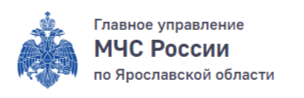 Главное управление
МЧС России
по Ярославской области